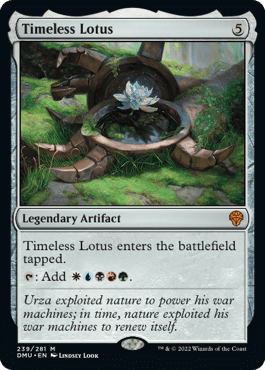 Timeless Lotus 5
Legendary Artifact
Timeless Lotus enters the battlefield
tapped.
: Add .
Urza exploited nature to power his war
machines; in time, nature exploited his
war machines to renew itself.
239/281 M
DMU • EN LINDSEY LOOK
™ & © 2022 Wizards of the Coast